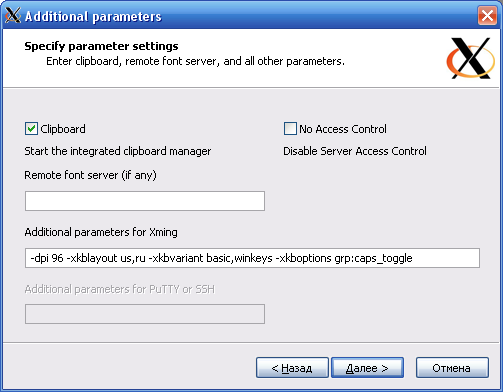 Additional parameters
Specify parameter settings
Enter clipboard, remote font server, and all other parameters.
Clipboard
No Access Control
Start the integrated clipboard manager
Disable Server Access Control
Remote font server (if any)
Additional parameters for Xming
-dpi 96 -xkblayout us,ru -xkbvariant basic,winkeys -xkboptions grp:caps_toggle
Additional parameters for PuTTY or SSH
< Назад
Далее >
Отмена